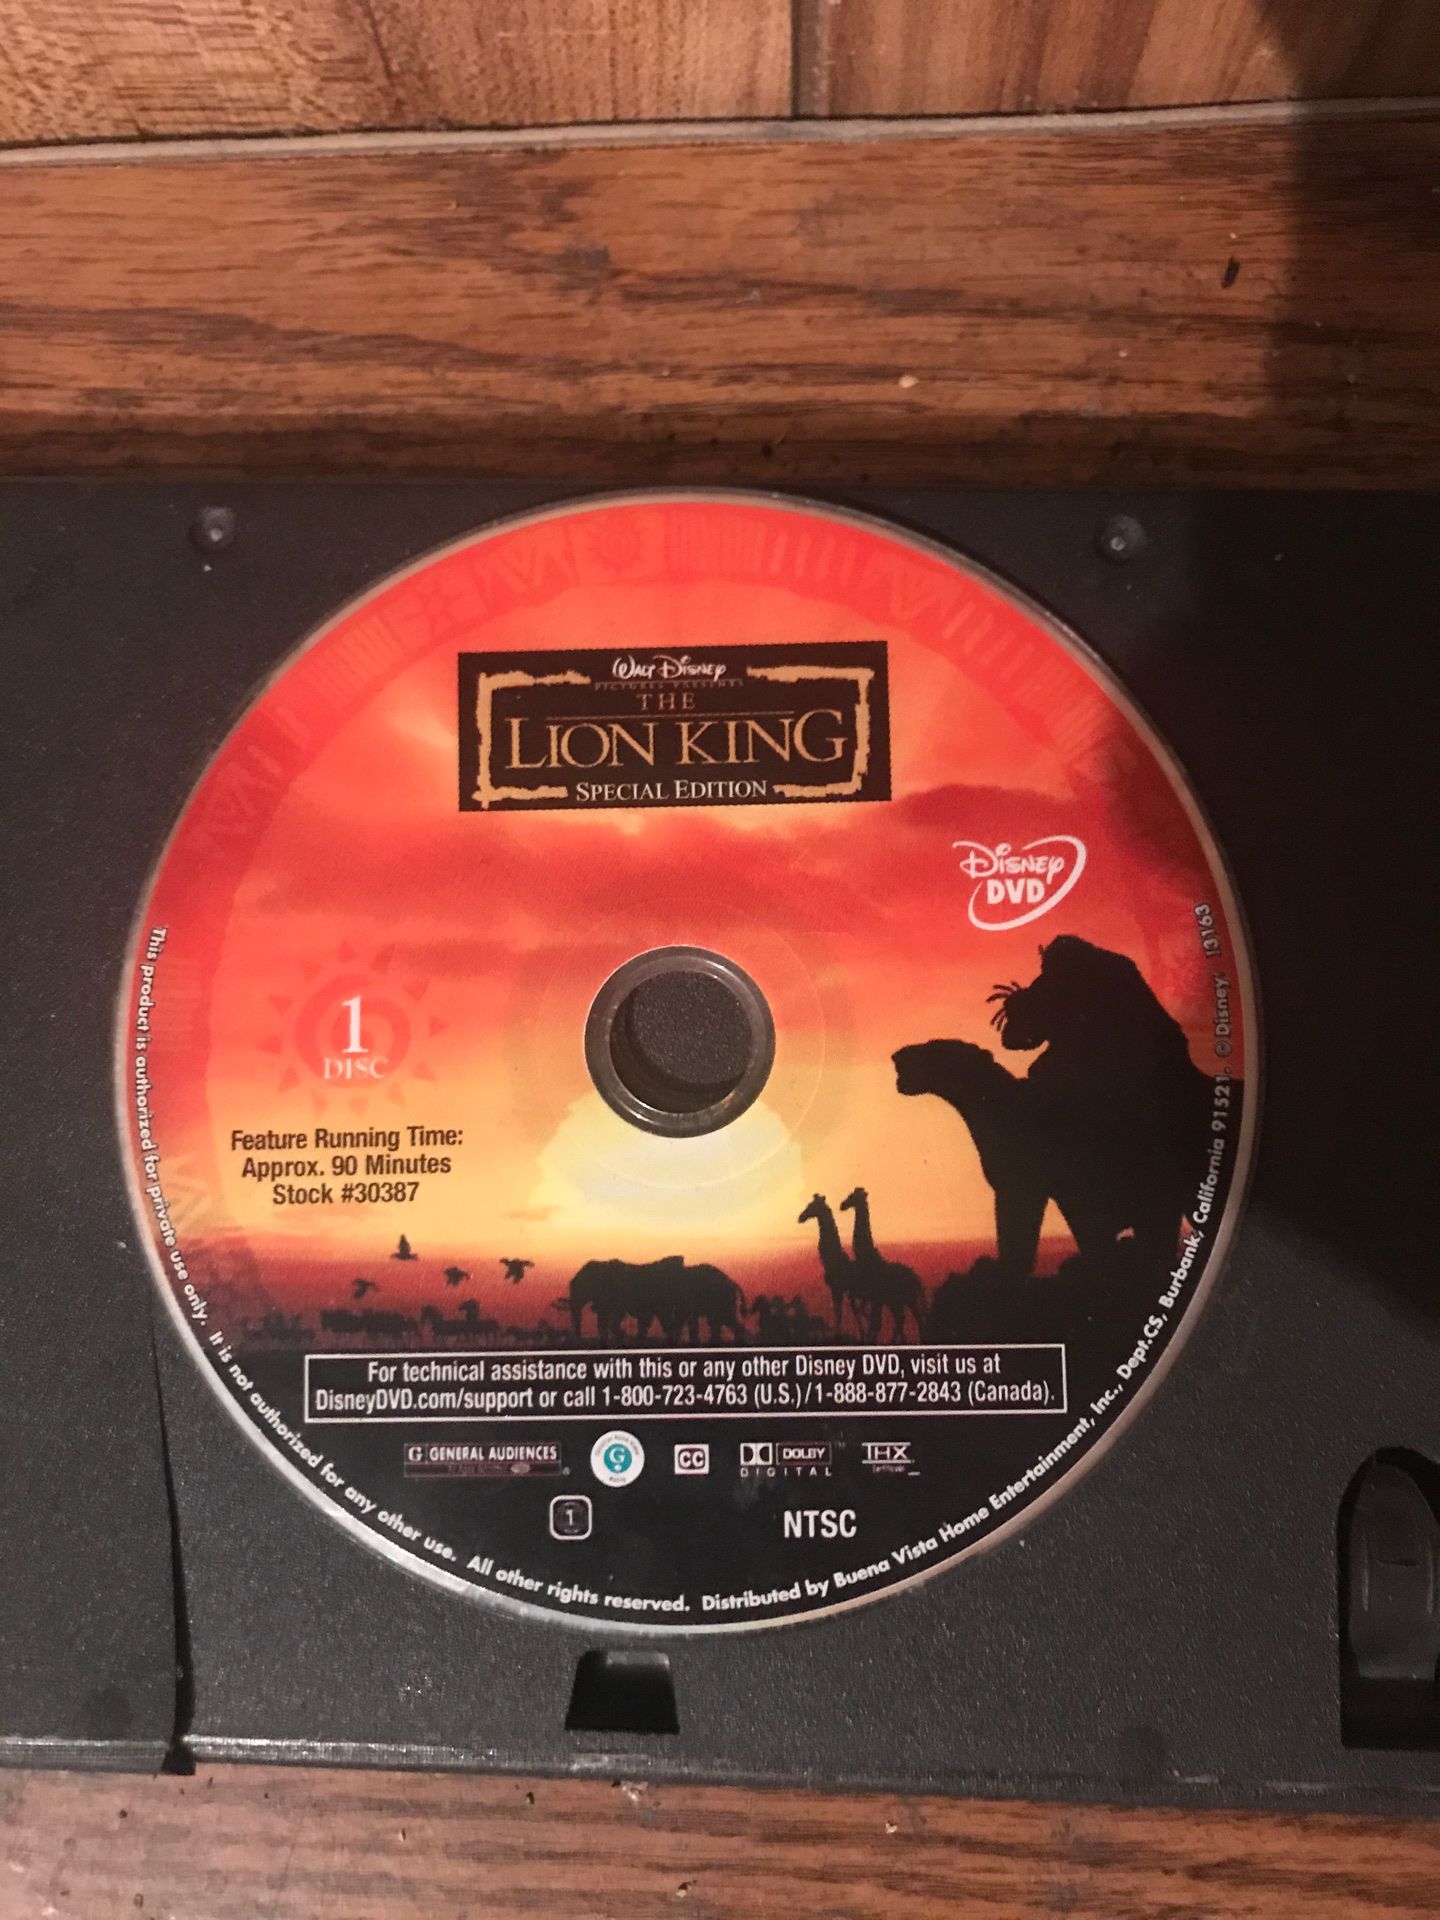 WALT DISNEY
PICTURES PRESENTS
THE
LION KING
SPECIAL EDITION
DISNEY
DVD
1
DISC
Feature Running Time:
Approx. 90 Minutes
Stock #30387
For technical assistance with this or any other Disney DVD, visit us at
DisneyDVD.com/support or call 1-800-723-4763 (U.S.)/1-888-877-2843 (Canada).
G GENERAL AUDIENCES
G
CC
DOLBY
DIGITAL
THX
1
NTSC
This product is authorized for private use only. It is not authorized for any other use. All other rights reserved. Distributed by Buena Vista Home Entertainment, Inc., Dept.CS, Burbank, California 91521. © Disney. 13163